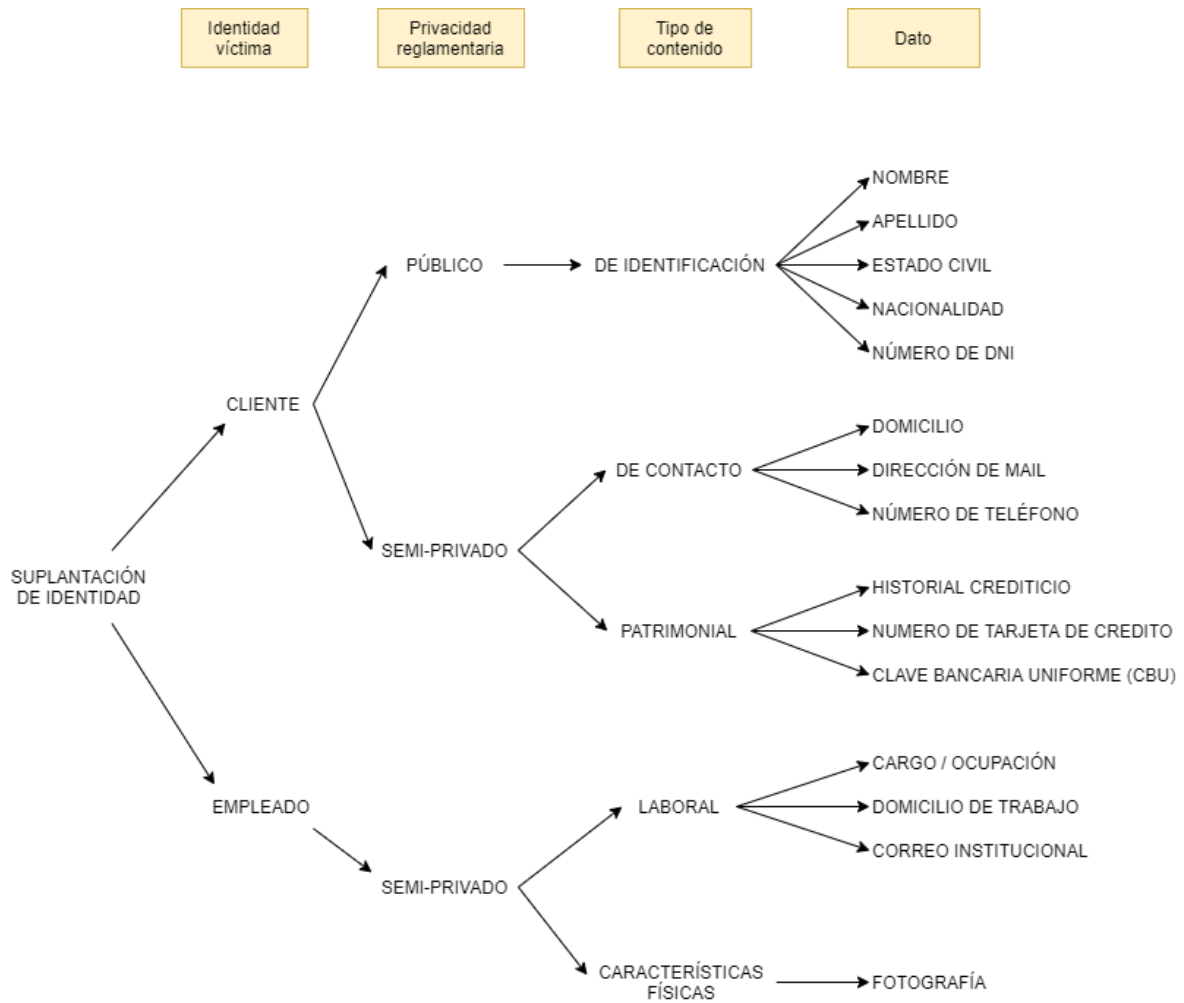 Identidad
víctima
Privacidad
reglamentaria
Tipo de
contenido
Dato
NOMBRE
APELLIDO
PÚBLICO
DE IDENTIFICACIÓN
ESTADO CIVIL
NACIONALIDAD
NÚMERO DE DNI
CLIENTE
DOMICILIO
DE CONTACTO
DIRECCIÓN DE MAIL
NÚMERO DE TELÉFONO
SEMI-PRIVADO
SUPLANTACIÓN
DE IDENTIDAD
HISTORIAL CREDITICIO
PATRIMONIAL
NUMERO DE TARJETA DE CREDITO
CLAVE BANCARIA UNIFORME (CBU)
CARGO / OCUPACIÓN
EMPLEADO
LABORAL
DOMICILIO DE TRABAJO
CORREO INSTITUCIONAL
SEMI-PRIVADO
CARACTERÍSTICAS
FÍSICAS
FOTOGRAFÍA